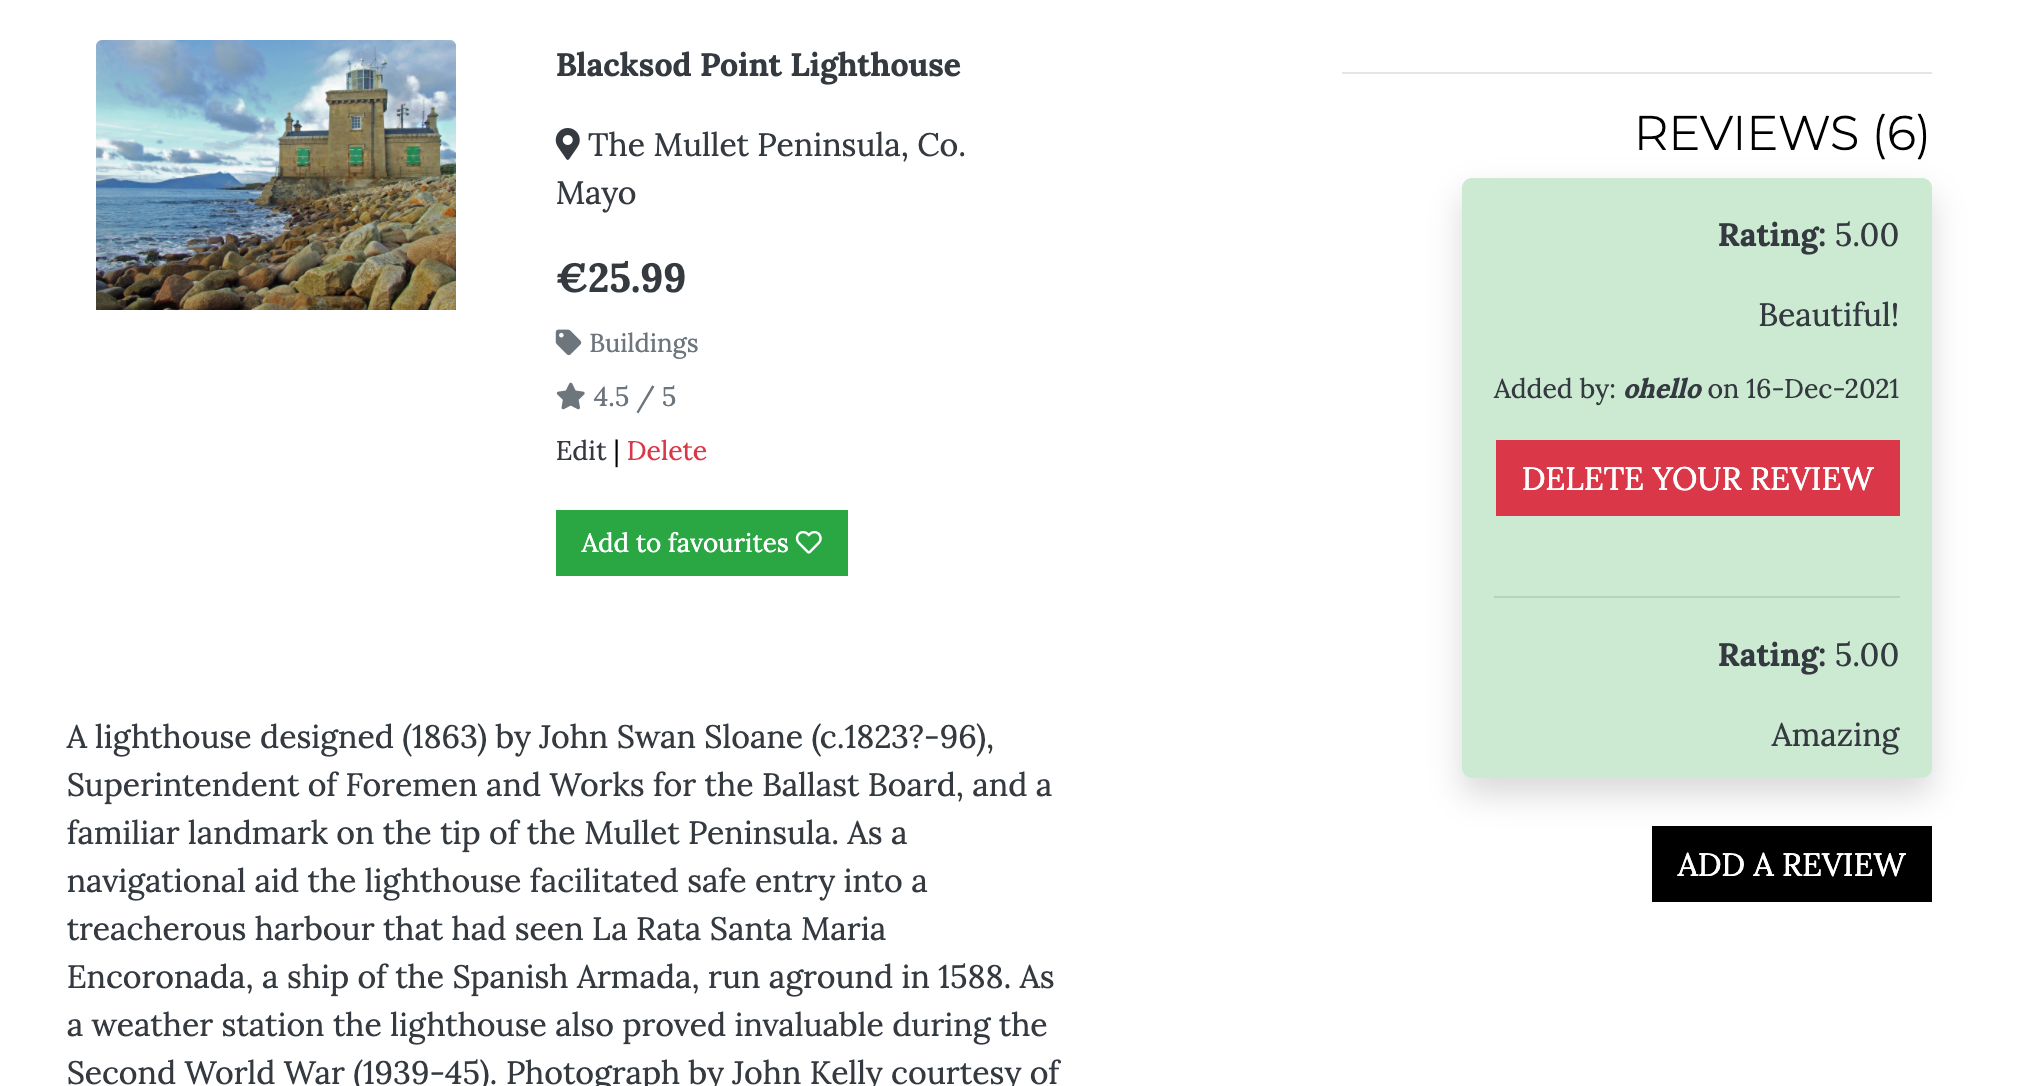 Blacksod Point Lighthouse
The Mullet Peninsula, Co.
Mayo
€25.99
Buildings
4.5 / 5
Edit | Delete
Add to favourites
A lighthouse designed (1863) by John Swan Sloane (c.1823?-96),
Superintendent of Foremen and Works for the Ballast Board, and a
familiar landmark on the tip of the Mullet Peninsula. As a
navigational aid the lighthouse facilitated safe entry into a
treacherous harbour that had seen La Rata Santa Maria
Encoronada, a ship of the Spanish Armada, run aground in 1588. As
a weather station the lighthouse also proved invaluable during the
Second World War (1939-45). Photograph by John Kelly courtesy of
REVIEWS (6)
Rating: 5.00
Beautiful!
Added by: ohello on 16-Dec-2021
DELETE YOUR REVIEW
Rating: 5.00
Amazing
ADD A REVIEW